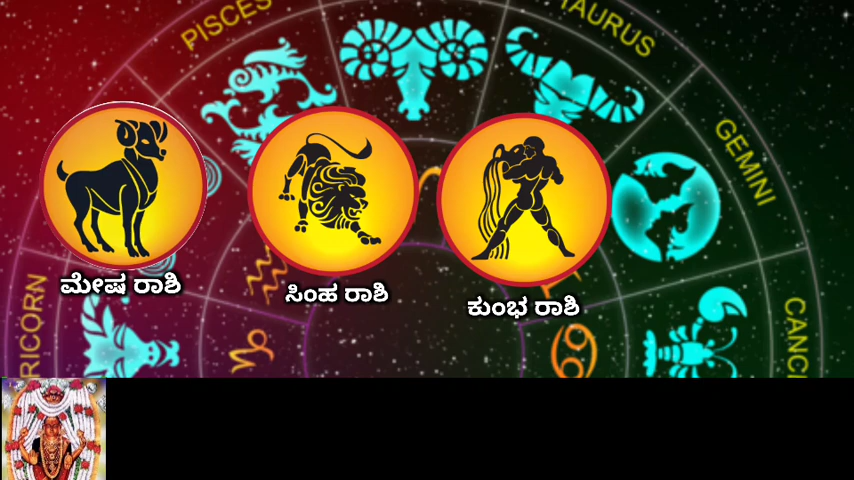 PISCES
TAURUS
GEMINI
ಮೇಷ ರಾಶಿ
ಸಿಂಹ ರಾಶಿ
ಕುಂಭ ರಾಶಿ
RICORN
CANC